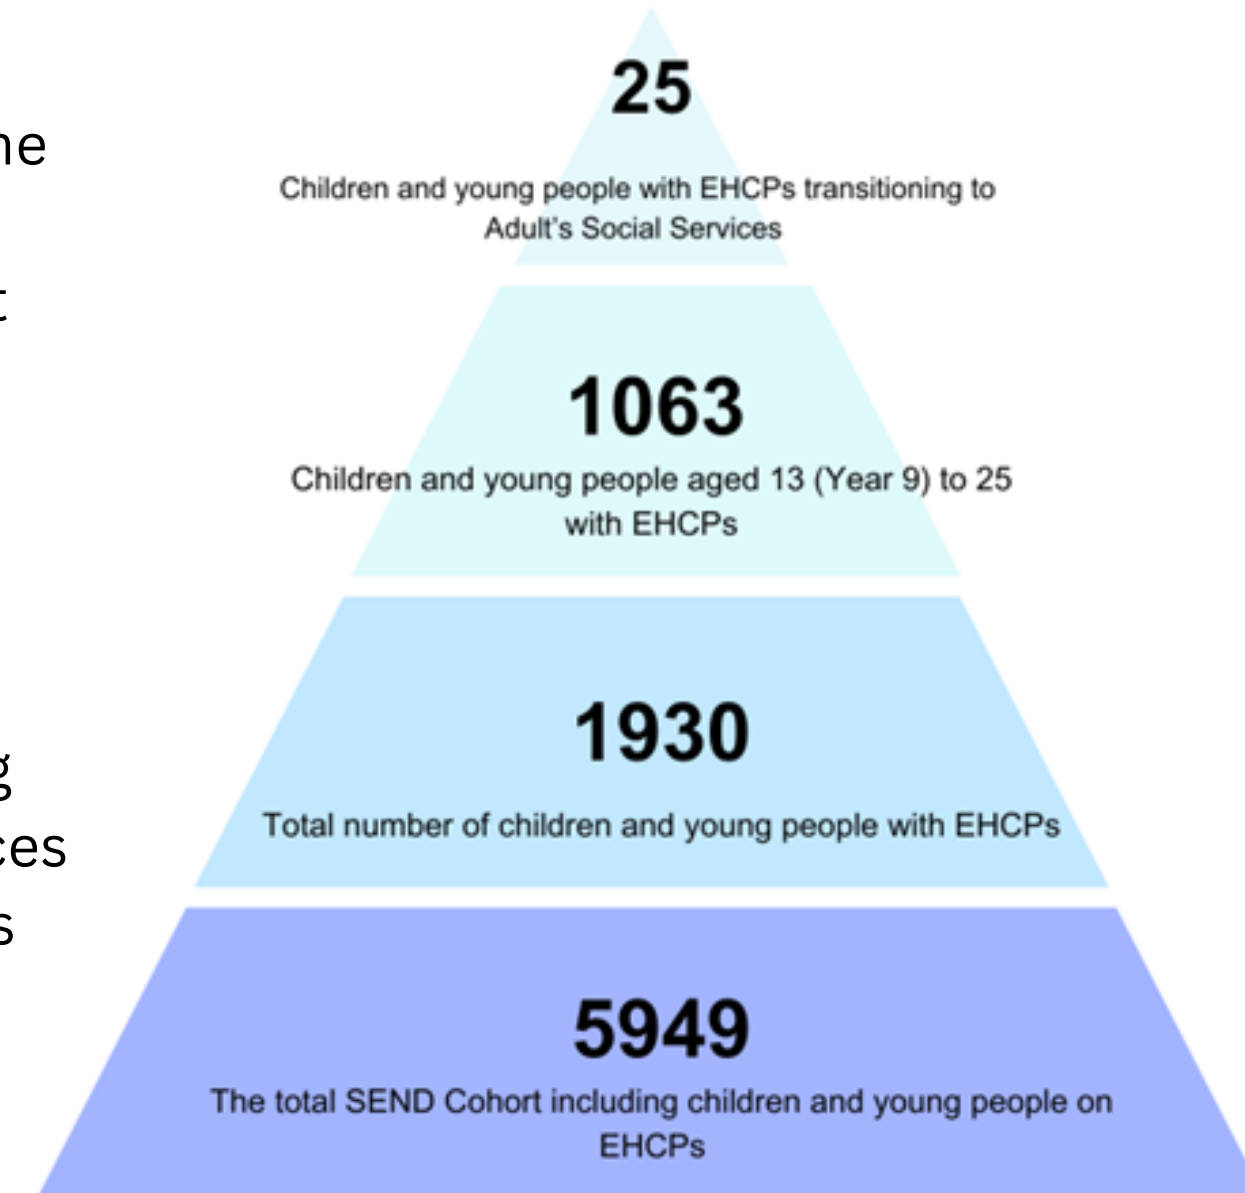 25
Children and young people with EHCPs transitioning to
Adult's Social Services
1063
Children and young people aged 13 (Year 9) to 25
with EHCPs
1930
Total number of children and young people with EHCPs
5949
The total SEND Cohort including children and young people on
EHCPs